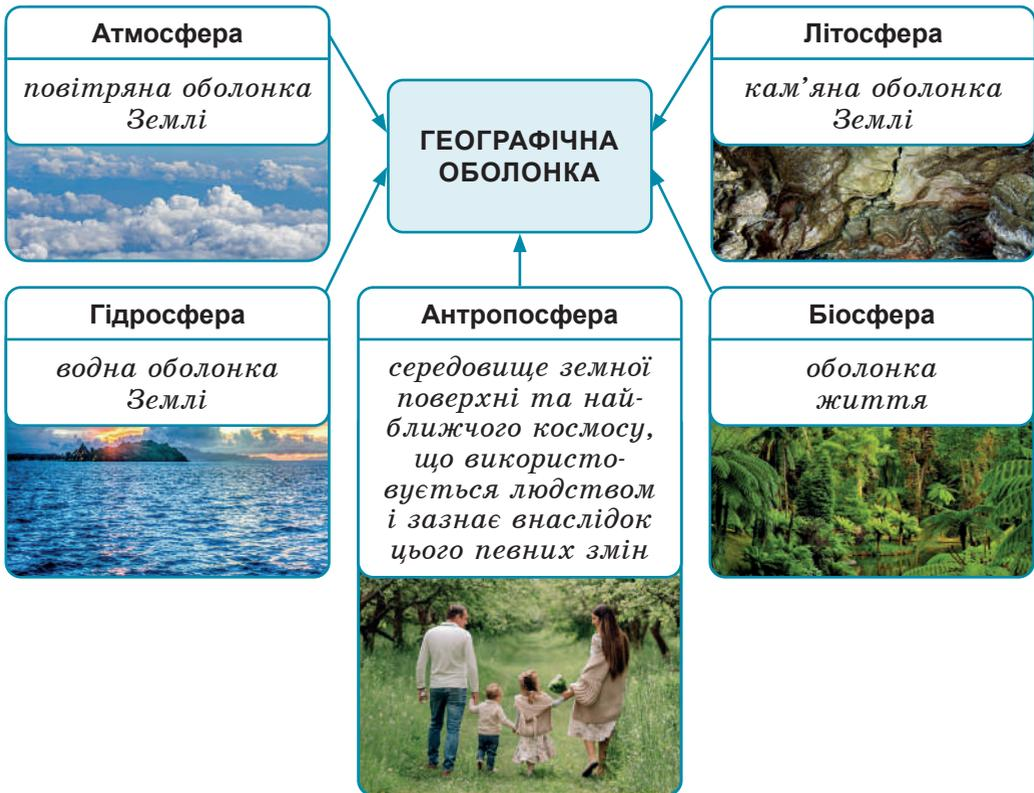 Атмосфера
повітряна оболонка
Землі
ГЕОГРАФІЧНА
ОБОЛОНКА
Літосфера
кам’яна оболонка
Землі
Гідросфера
водна оболонка
Землі
Антропосфера
середовище земної
поверхні та най-
ближчого космосу,
що використо-
вується людством
і зазнає внаслідок
цього певних змін
Біосфера
оболонка
життя